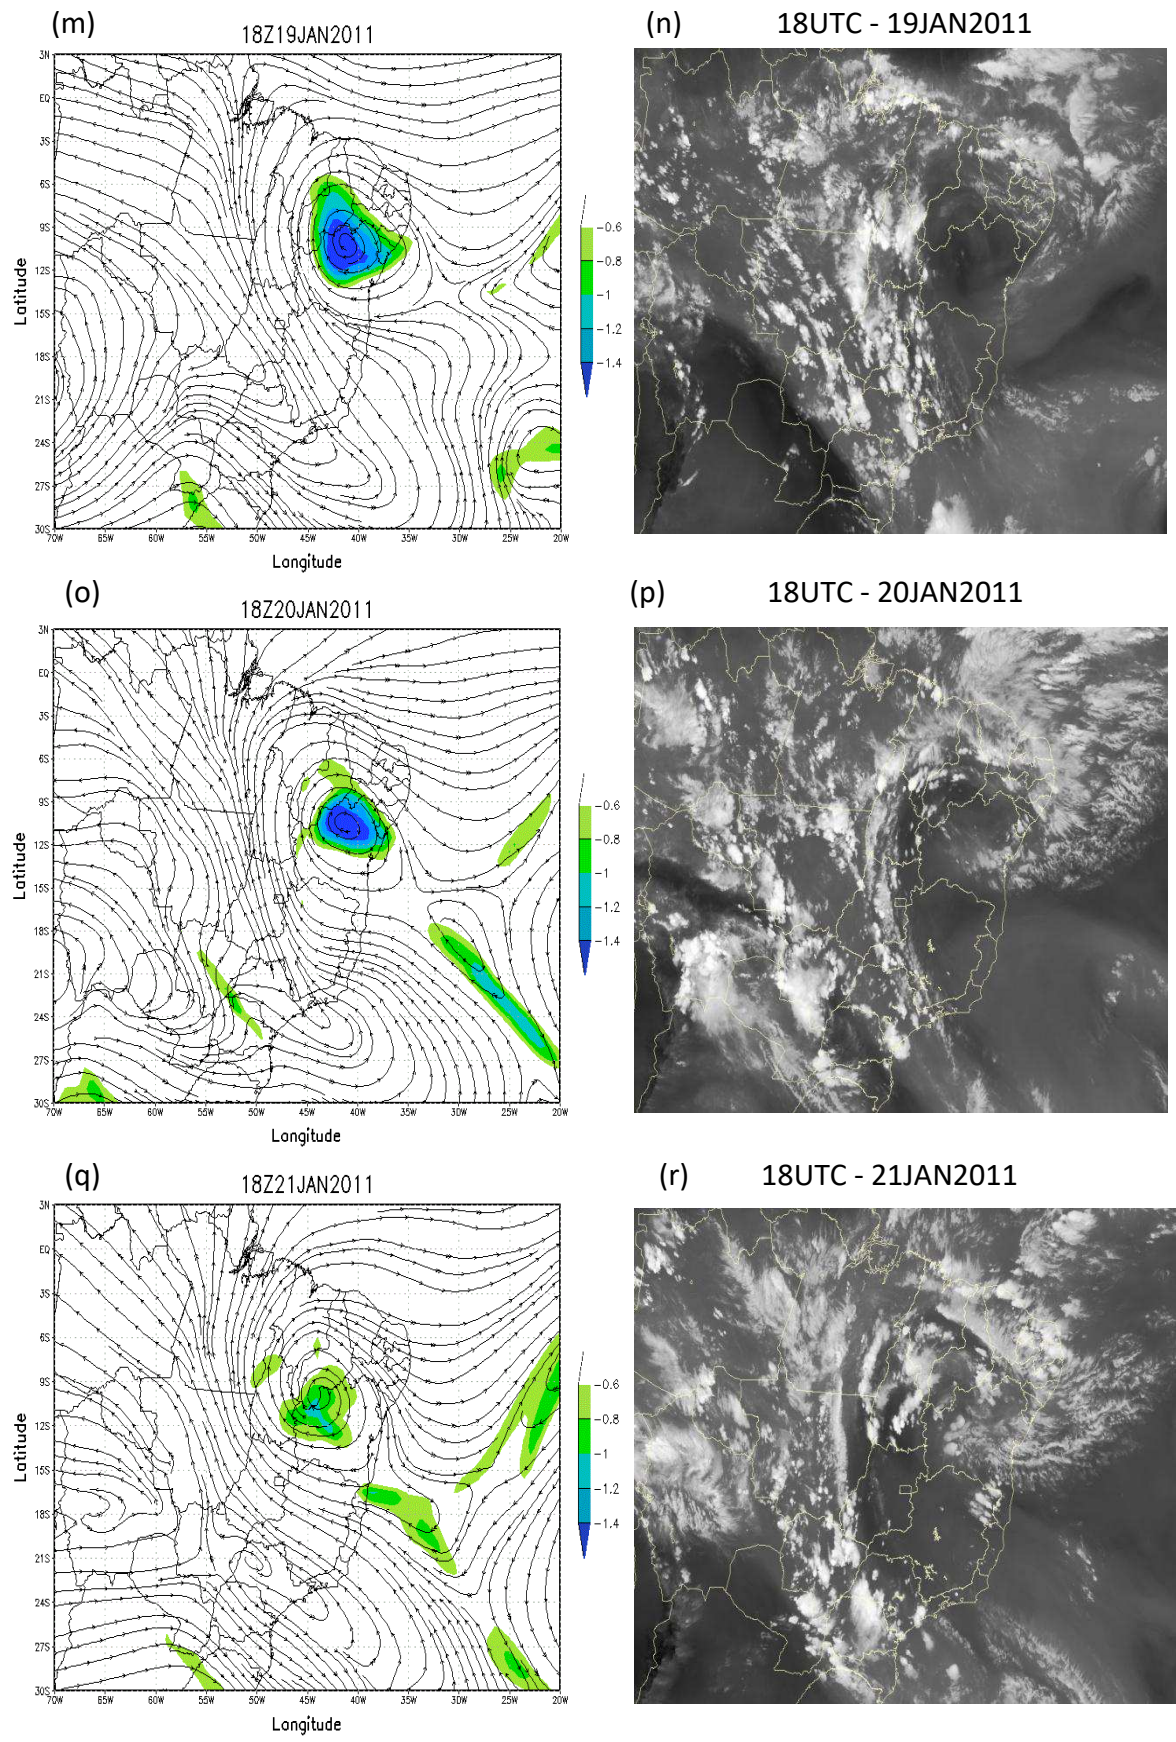 (m)
18Z19JAN2011
(n)
18UTC - 19JAN2011
3N
EQ
3S
6S
9S
12S
15S
18S
21S
24S
27S
30S
Latitude
70W 65W 60W 55W 50W 45W 40W 35W 30W 25W 20W
Longitude
-0.6
-0.8
-1
-1.2
-1.4
(o)
18Z20JAN2011
(p)
18UTC - 20JAN2011
3N
EQ
3S
6S
9S
12S
15S
18S
21S
24S
27S
30S
Latitude
70W 65W 60W 55W 50W 45W 40W 35W 30W 25W 20W
Longitude
-0.6
-0.8
-1
-1.2
-1.4
(q)
18Z21JAN2011
(r)
18UTC - 21JAN2011
3N
EQ
3S
6S
9S
12S
15S
18S
21S
24S
27S
30S
Latitude
70W 65W 60W 55W 50W 45W 40W 35W 30W 25W 20W
Longitude
-0.6
-0.8
-1
-1.2
-1.4